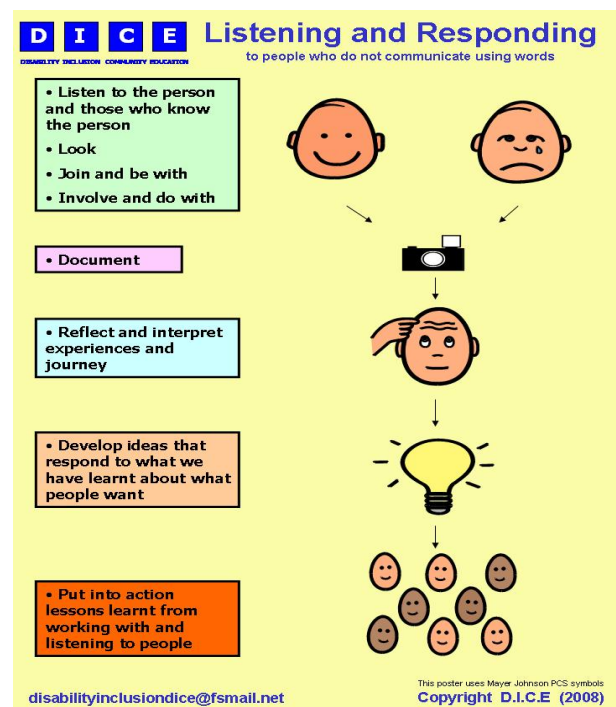 D I C E
DISABILITY INCLUSION COMMUNITY EDUCATION
Listening and Responding
to people who do not communicate using words
• Listen to the person
and those who know
the person
• Look
• Join and be with
• Involve and do with
• Document
• Reflect and interpret
experiences and
journey
• Develop ideas that
respond to what we
have learnt about what
people want
• Put into action
lessons learnt from
working with and
listening to people
This poster uses Mayer Johnson PCS symbols
disabilityinclusiondice@fsmail.net
Copyright D.I.C.E (2008)